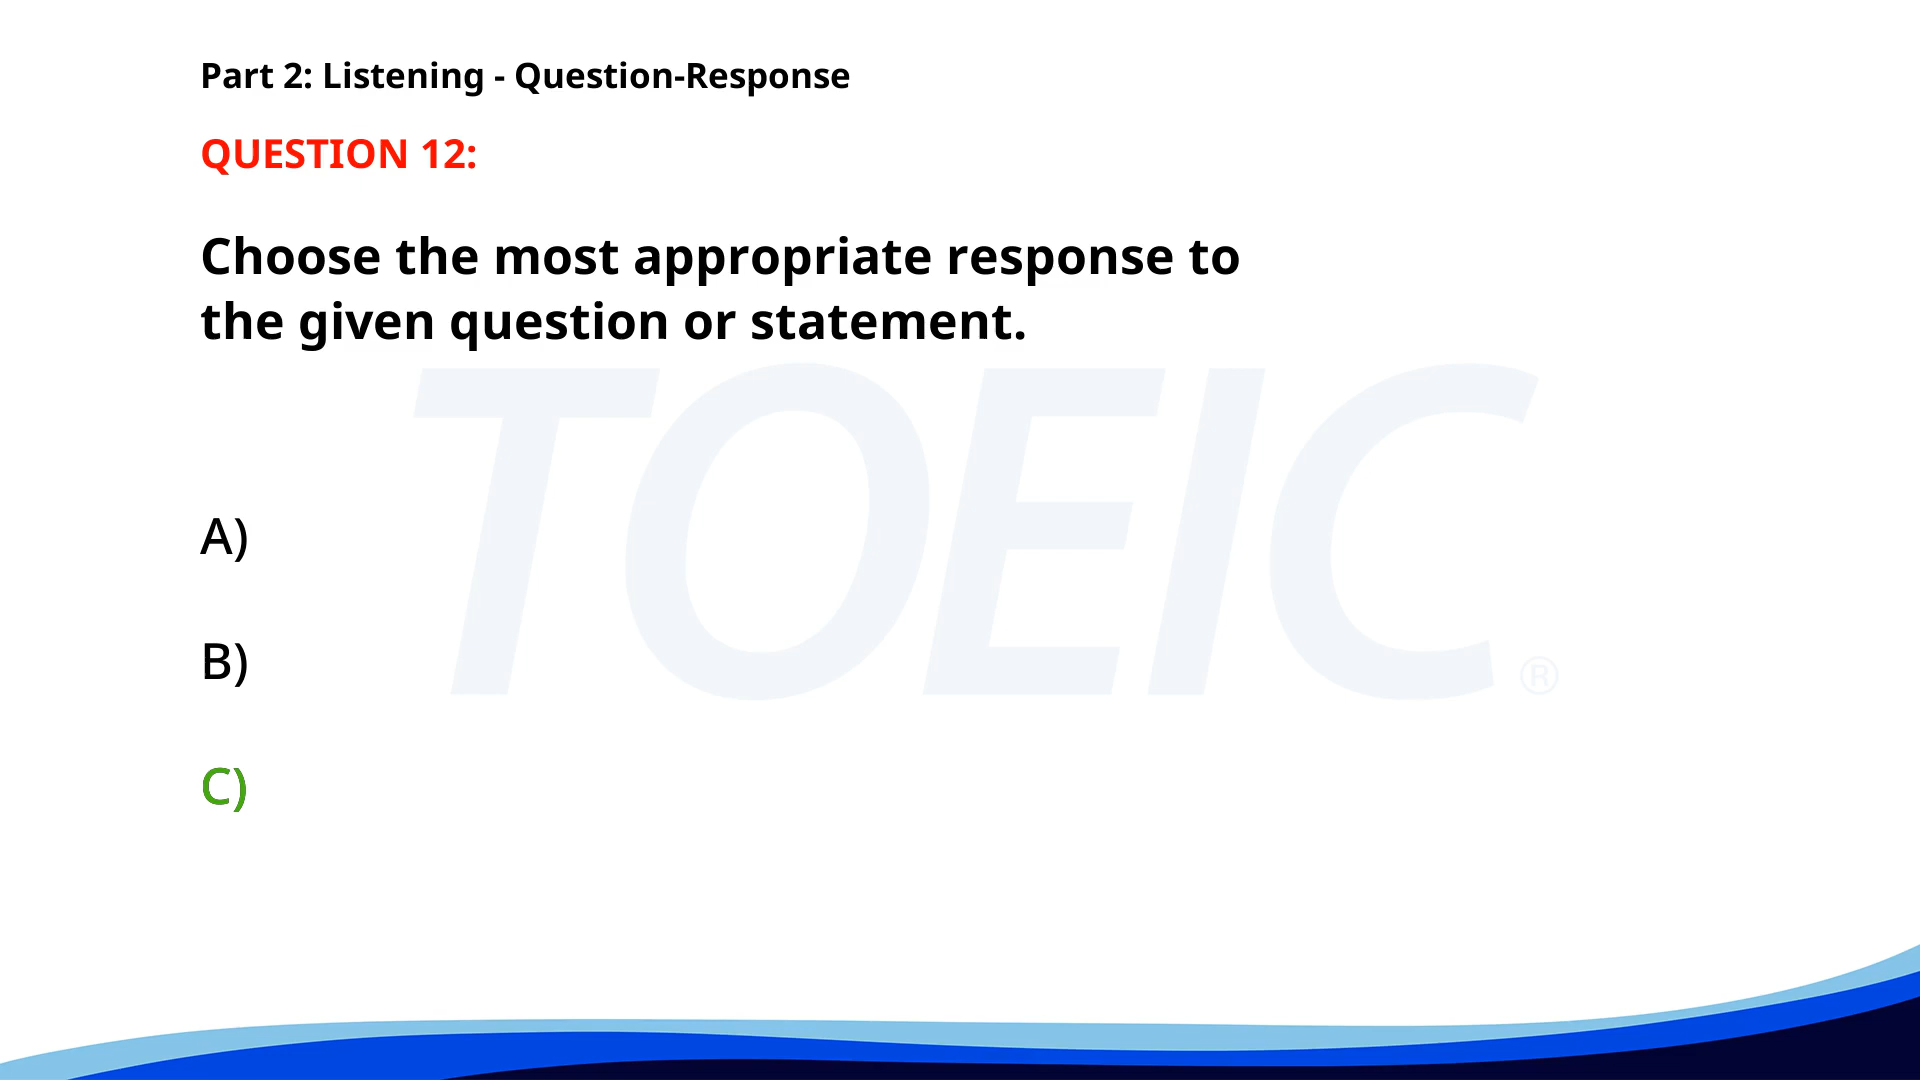 Part 2: Listening - Question-Response
QUESTION 12:
Choose the most appropriate response to
the given question or statement.
TOEIC®
A)
B)
C)